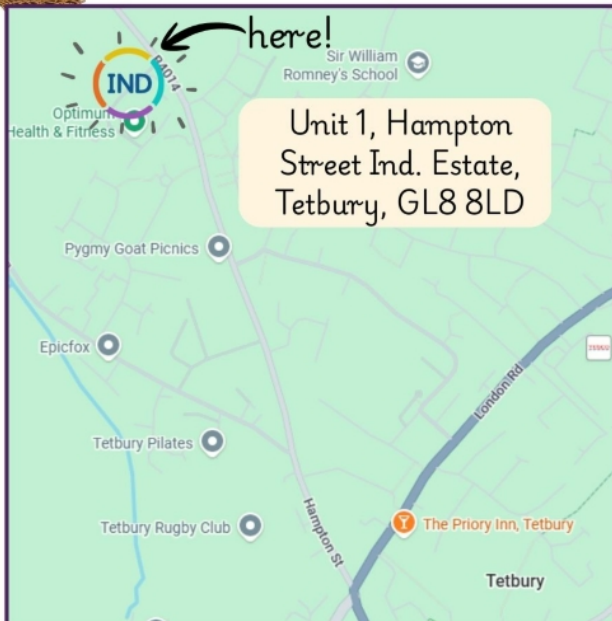 here!
Sir William
Romney's School
B4014
IND
Optimum
Health & Fitness
Unit 1, Hampton
Street Ind. Estate,
Tetbury, GL8 8LD
Pygmy Goat Picnics
Epicfox
London Rd
Tetbury Pilates
Hampton St
Tetbury Rugby Club
The Priory Inn, Tetbury
Tetbury